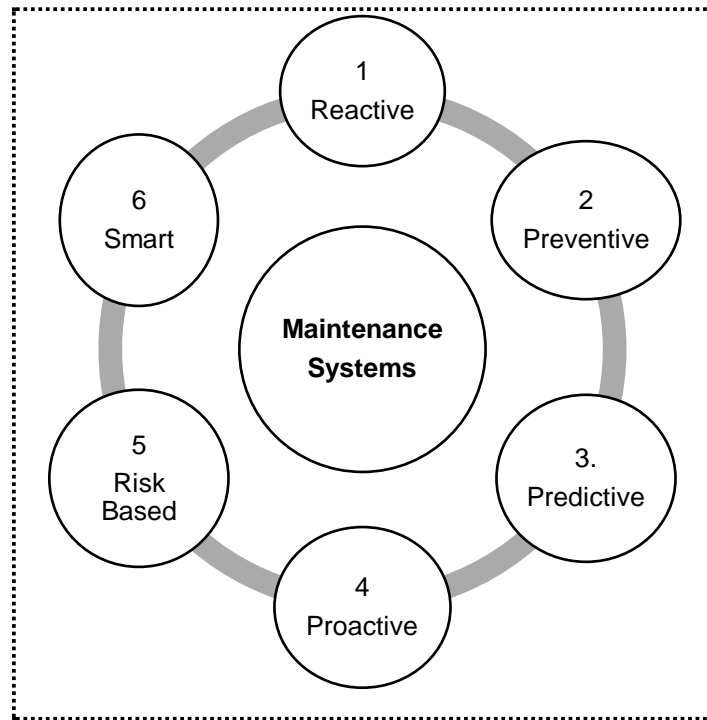 1
Reactive
2
Preventive
3.
Predictive
4
Proactive
5
Risk
Based
6
Smart
Maintenance
Systems